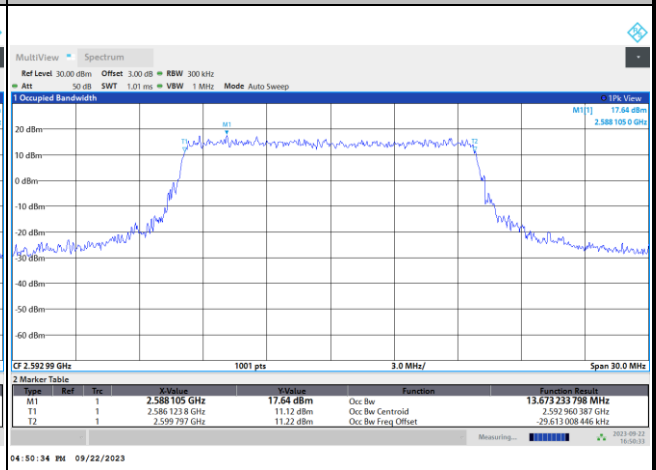 MultiView Spectrum
Ref Level 30.00 dBm Offset 3.00 dB RBW 300 kHz
Att 50 dB SWT 1.01 ms VBW 1 MHz Mode Auto Sweep
1 Occupied Bandwidth 1Pk View
M1[1] 17.64 dBm
2.588 105 0 GHz
M1
20 dBm
T1
T2
10 dBm
0 dBm
-10 dBm
-20 dBm
-30 dBm
-40 dBm
-50 dBm
-60 dBm
CF 2.592 99 GHz 1001 pts 3.0 MHz/ Span 30.0 MHz
2 Marker Table
Type Ref Trc X-Value Y-Value Function Function Result
M1 1 2.588 105 GHz 17.64 dBm Occ Bw 13.673 233 798 MHz
T1 1 2.586 123 8 GHz 11.12 dBm Occ Bw Centroid 2.592 960 387 GHz
T2 1 2.599 797 GHz 11.22 dBm Occ Bw Freq Offset -29.613 008 446 kHz
Measuring... 2023-09-22
16:50:33
04:50:34 PM 09/22/2023